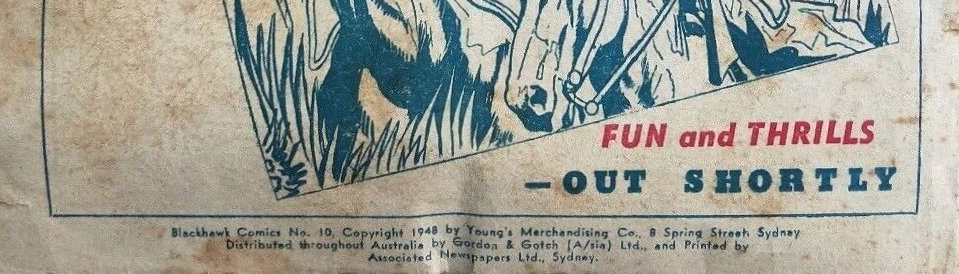 FUN and THRILLS
—OUT SHORTLY
Blackhawk Comics No. 10, Copyright 1948 by Young's Merchandising Co., 8 Spring Street, Sydney
Distributed throughout Australia by Gordon & Gotch (A/sia) Ltd., and Printed by
Associated Newspapers Ltd., Sydney.